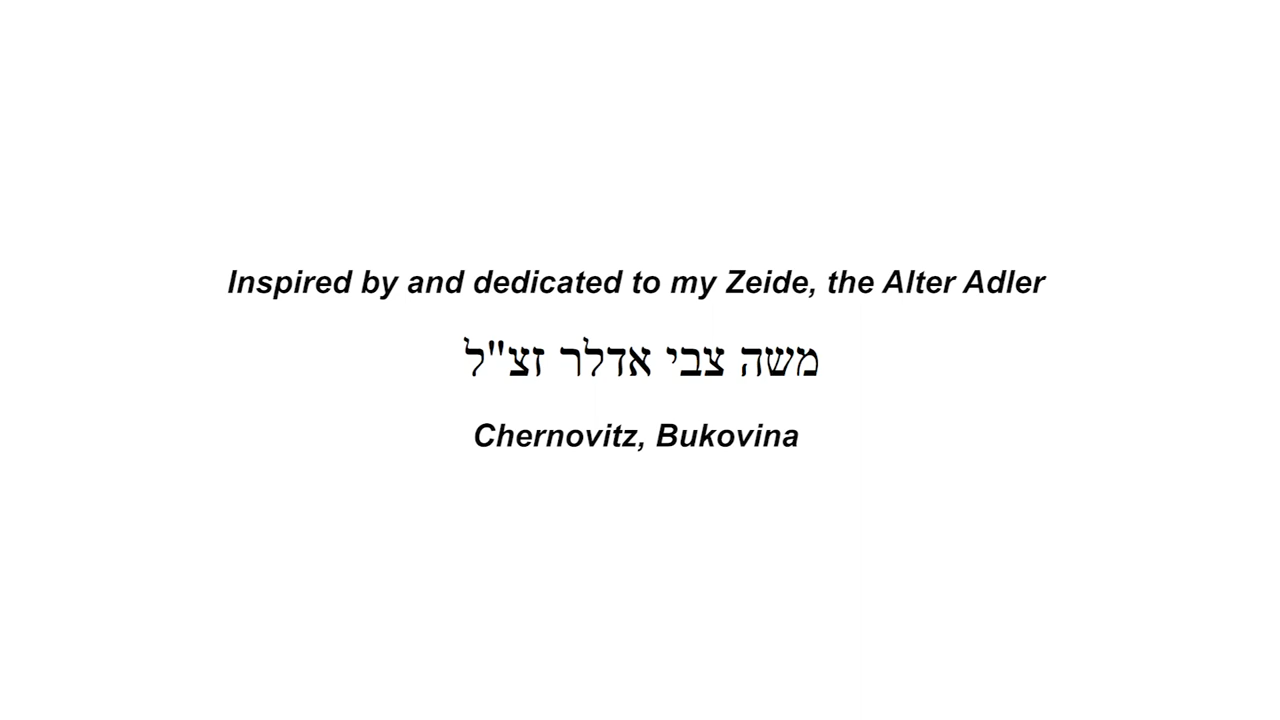 Inspired by and dedicated to my Zeide, the Alter Adler
משה צבי אדלר זצ"ל
Chernovitz, Bukovina